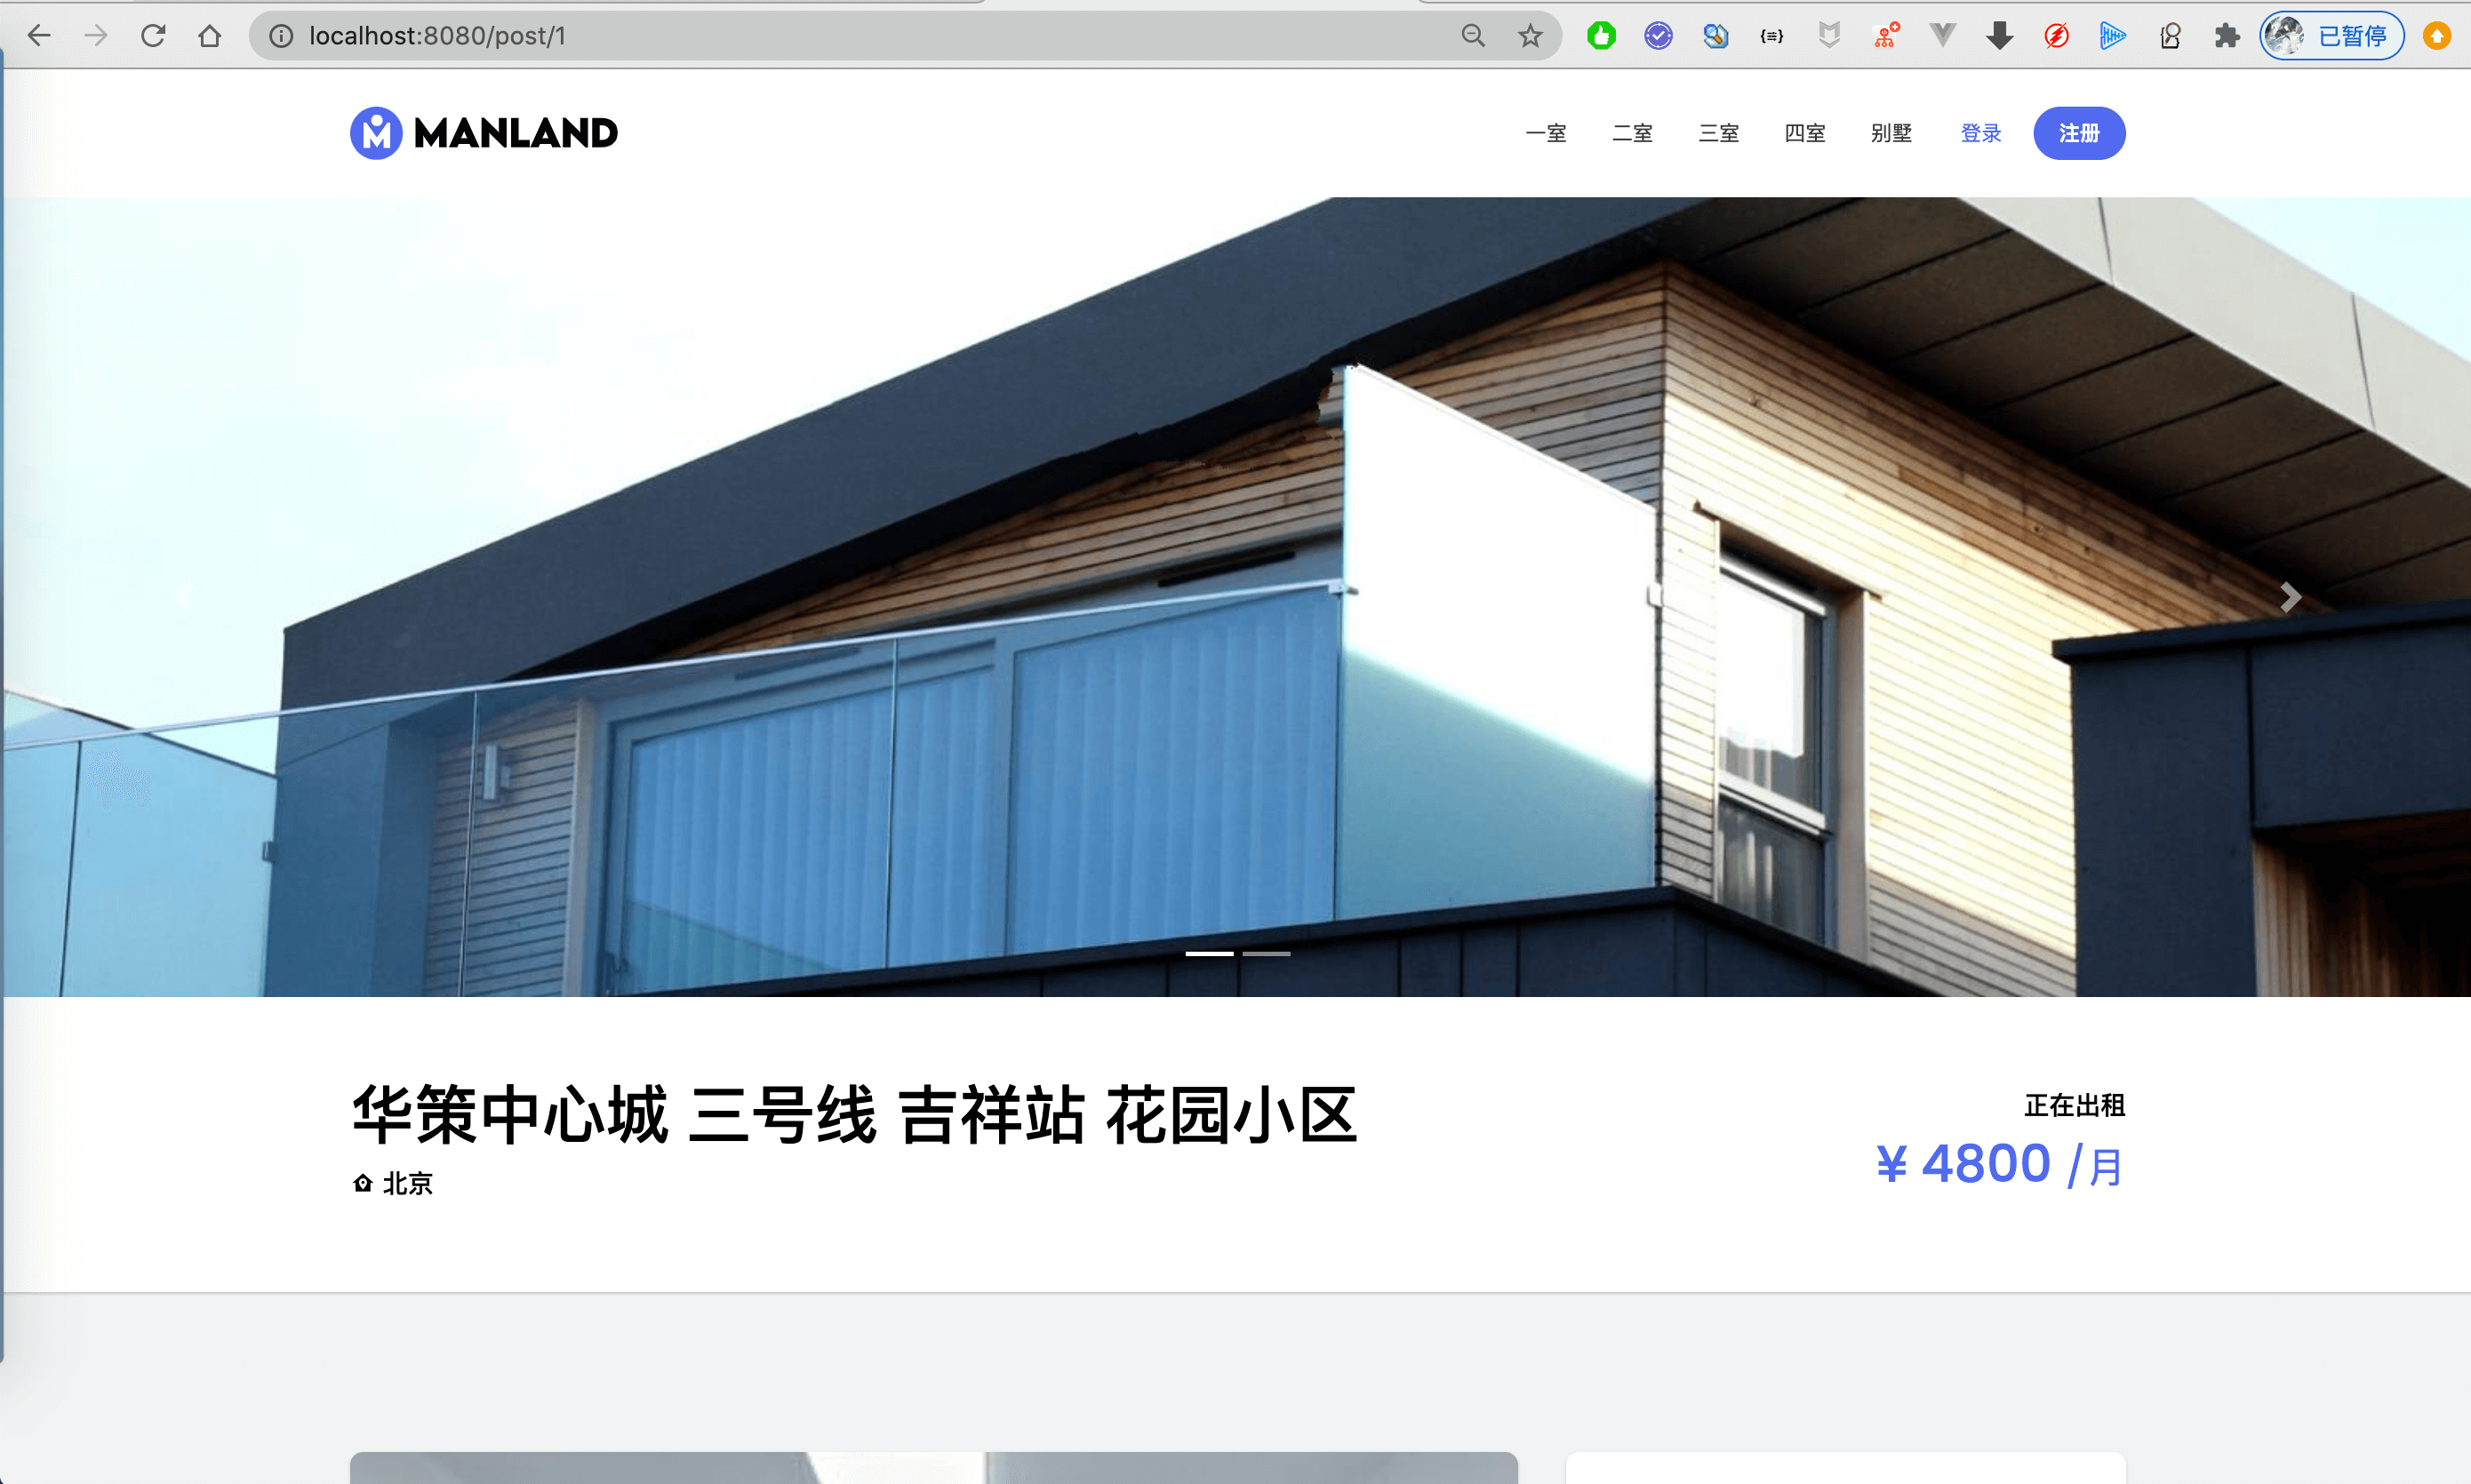 localhost:8080/post/1
已暂停
MANLAND
一室 二室 三室 四室 别墅 登录 注册
华策中心城 三号线 吉祥站 花园小区
北京
正在出租
¥ 4800 /月